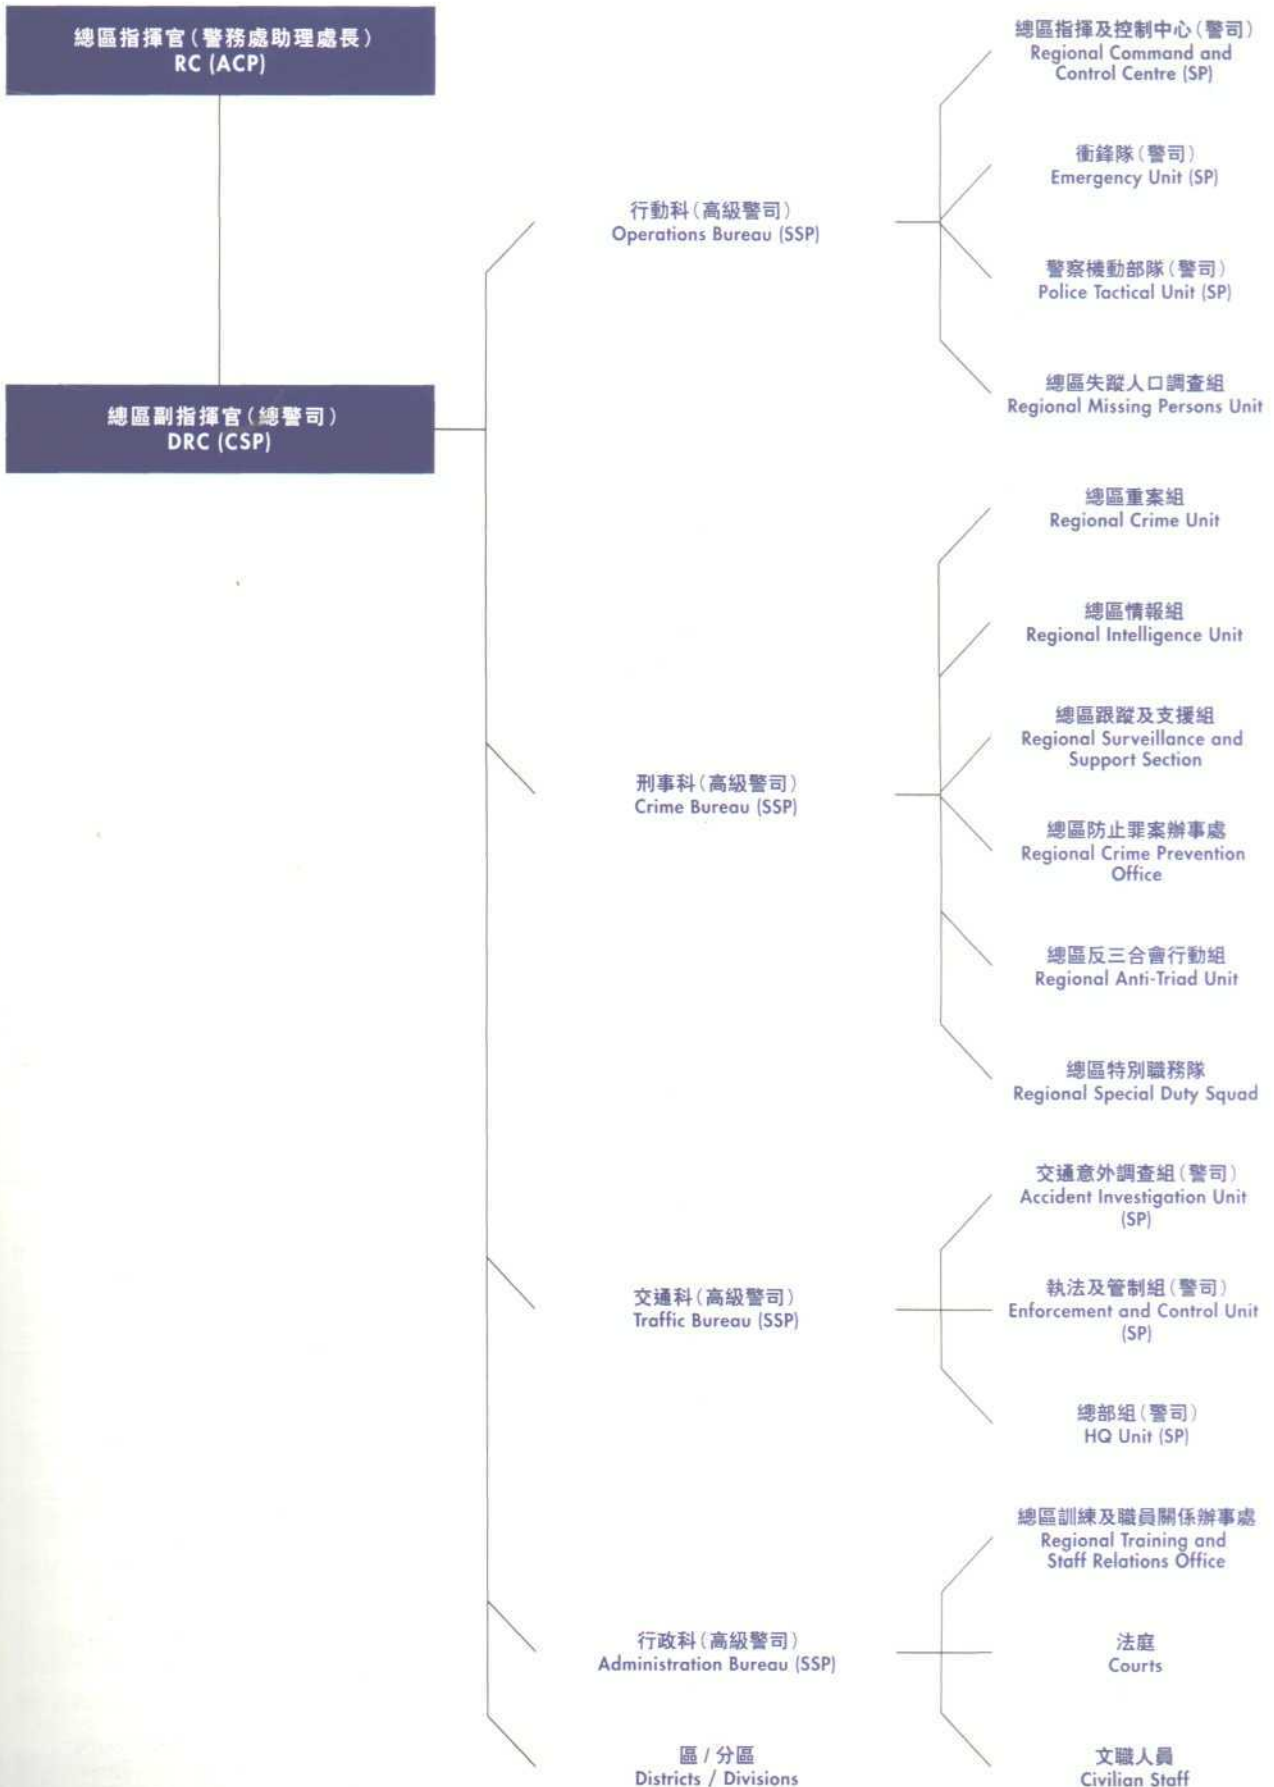 總區指揮官(警務處助理處長)
RC (ACP)
總區副指揮官(總警司)
DRC (CSP)
行動科(高級警司)
Operations Bureau (SSP)
總區指揮及控制中心(警司)
Regional Command and
Control Centre (SP)
衝鋒隊(警司)
Emergency Unit (SP)
警察機動部隊(警司)
Police Tactical Unit (SP)
總區失蹤人口調查組
Regional Missing Persons Unit
刑事科(高級警司)
Crime Bureau (SSP)
總區重案組
Regional Crime Unit
總區情報組
Regional Intelligence Unit
總區跟蹤及支援組
Regional Surveillance and
Support Section
總區防止罪案辦事處
Regional Crime Prevention
Office
總區反三合會行動組
Regional Anti-Triad Unit
總區特別職務隊
Regional Special Duty Squad
交通科(高級警司)
Traffic Bureau (SSP)
交通意外調查組(警司)
Accident Investigation Unit
(SP)
執法及管制組(警司)
Enforcement and Control Unit
(SP)
總部組(警司)
HQ Unit (SP)
行政科(高級警司)
Administration Bureau (SSP)
總區訓練及職員關係辦事處
Regional Training and
Staff Relations Office
法庭
Courts
文職人員
Civilian Staff
區 / 分區
Districts / Divisions